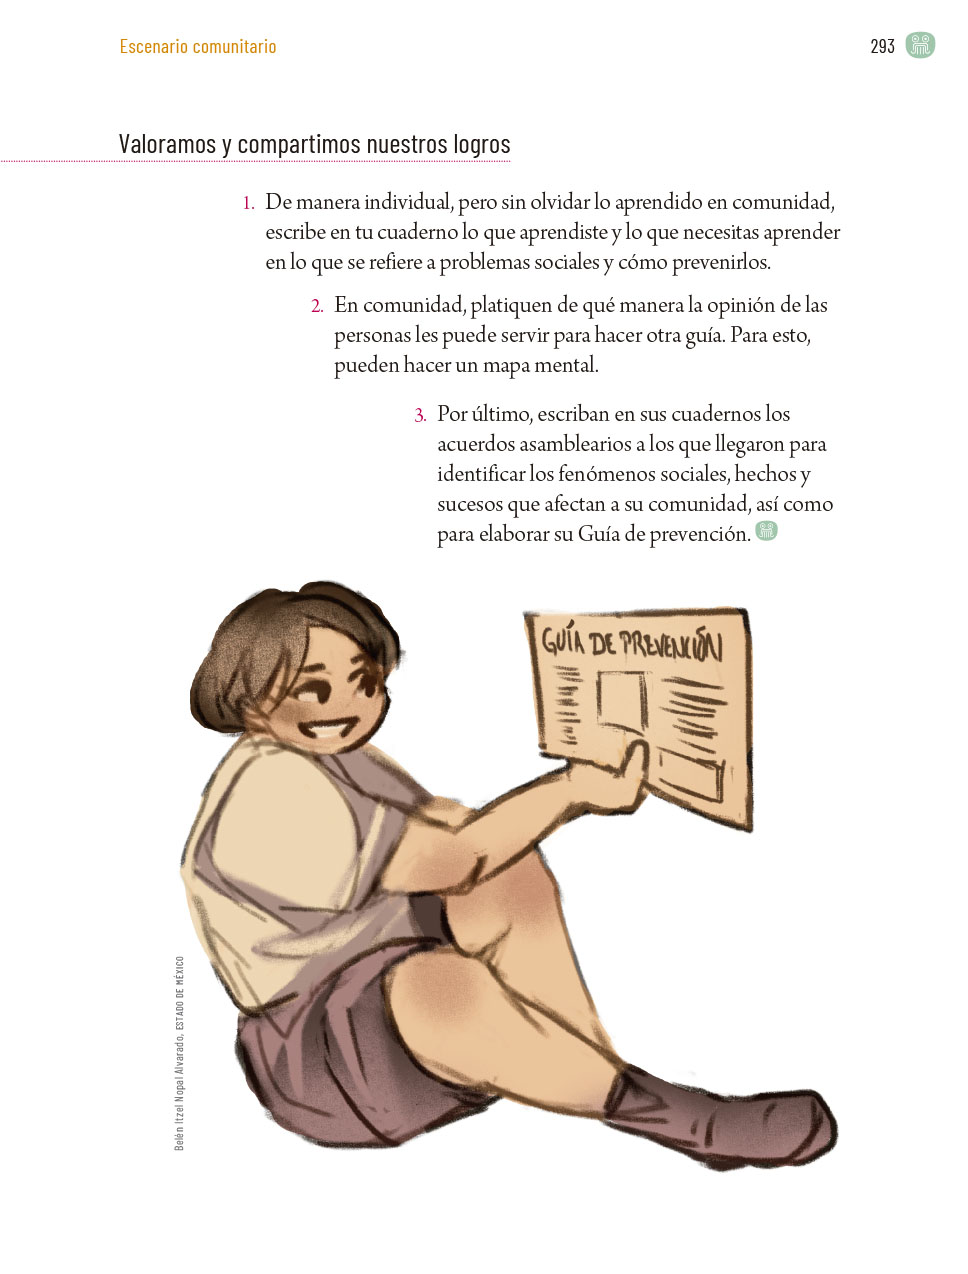 Escenario comunitario
293
Valoramos y compartimos nuestros logros
1. De manera individual, pero sin olvidar lo aprendido en comunidad,
escribe en tu cuaderno lo que aprendiste y lo que necesitas aprender
en lo que se refiere a problemas sociales y cómo prevenirlos.
2. En comunidad, platiquen de qué manera la opinión de las
personas les puede servir para hacer otra guía. Para esto,
pueden hacer un mapa mental.
3. Por último, escriban en sus cuadernos los
acuerdos asamblearios a los que llegaron para
identificar los fenómenos sociales, hechos y
sucesos que afectan a su comunidad, así como
para elaborar su Guía de prevención.
GUÍA DE PREVENCIÓN
Belén Itzel Nopal Alvarado, ESTADO DE MÉXICO